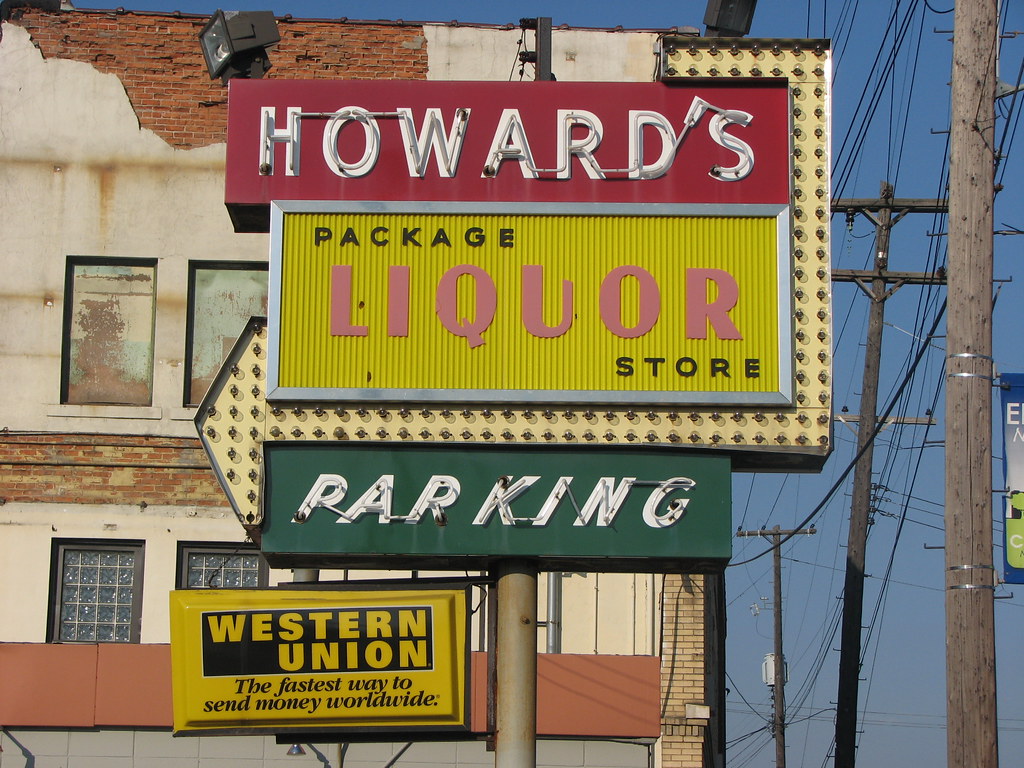 HOWARD'S
PACKAGE
LIQUOR
STORE
PARKING
WESTERN
UNION
The fastest way to
send money worldwide.®